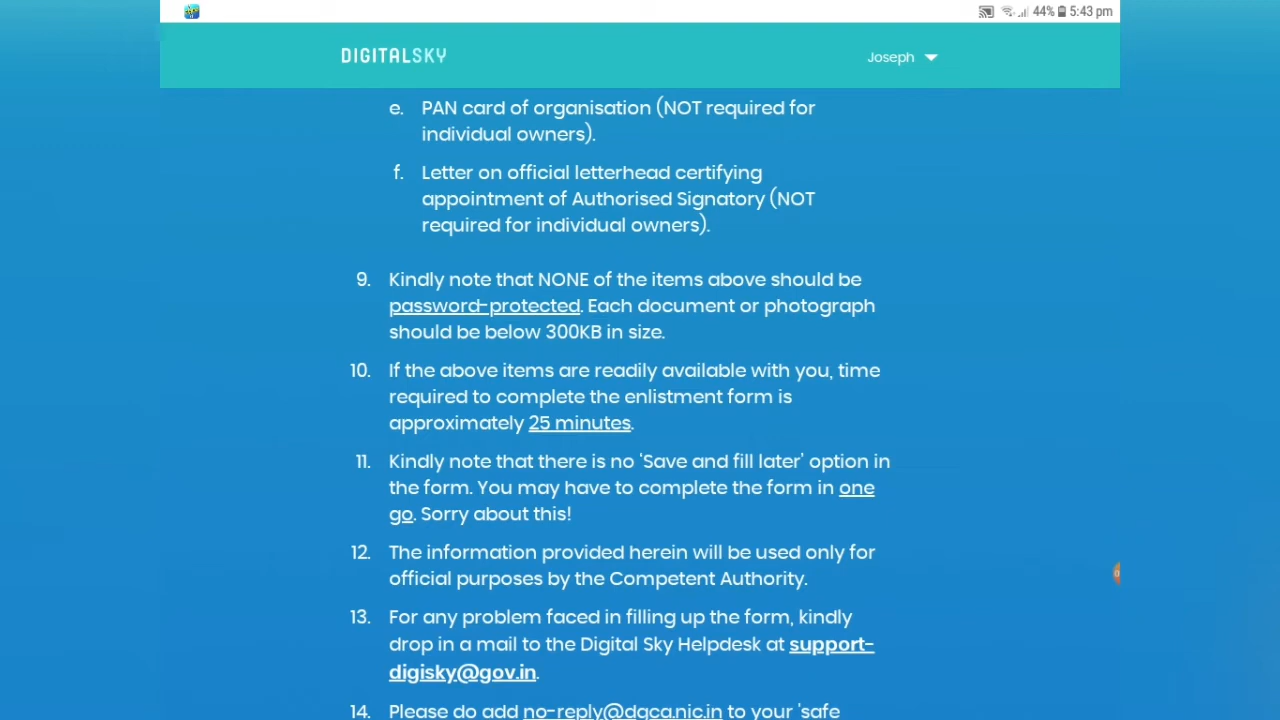 44% 5:43 pm
DIGITALSKY
Joseph
e. PAN card of organisation (NOT required for
individual owners).
f. Letter on official letterhead certifying
appointment of Authorised Signatory (NOT
required for individual owners).
9. Kindly note that NONE of the items above should be
password-protected. Each document or photograph
should be below 300KB in size.
10. If the above items are readily available with you, time
required to complete the enlistment form is
approximately 25 minutes.
11. Kindly note that there is no 'Save and fill later' option in
the form. You may have to complete the form in one
go. Sorry about this!
12. The information provided herein will be used only for
official purposes by the Competent Authority.
13. For any problem faced in filling up the form, kindly
drop in a mail to the Digital Sky Helpdesk at support-
digisky@gov.in.
14. Please do add no-reply@dgca.nic.in to your 'safe